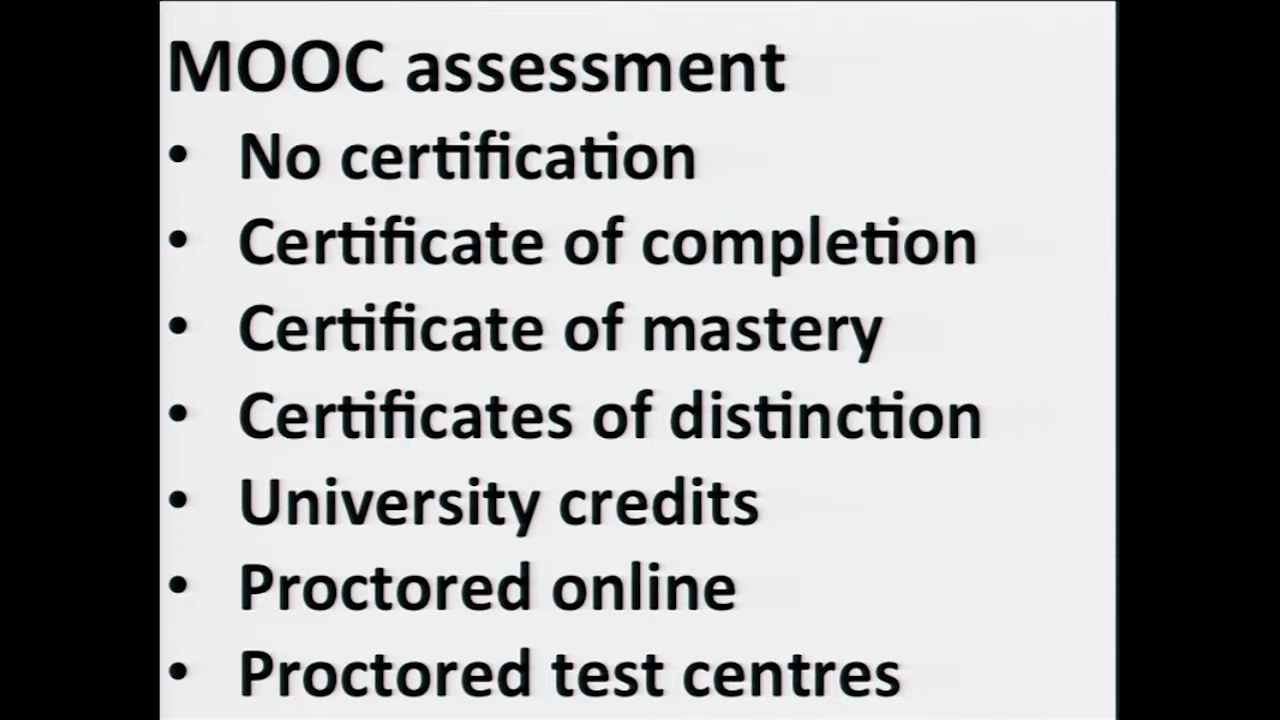 MOOC assessment
• No certification
• Certificate of completion
• Certificate of mastery
• Certificates of distinction
• University credits
• Proctored online
• Proctored test centres